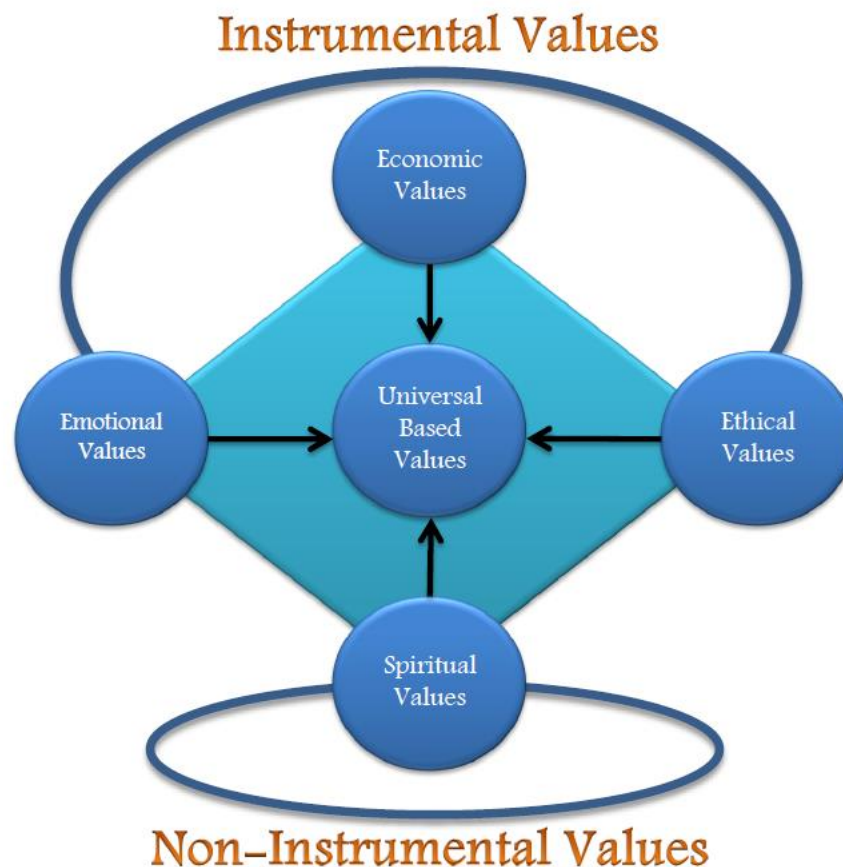 Instrumental Values
Economic
Values
Emotional
Values
Universal
Based
Values
Ethical
Values
Spiritual
Values
Non-Instrumental Values